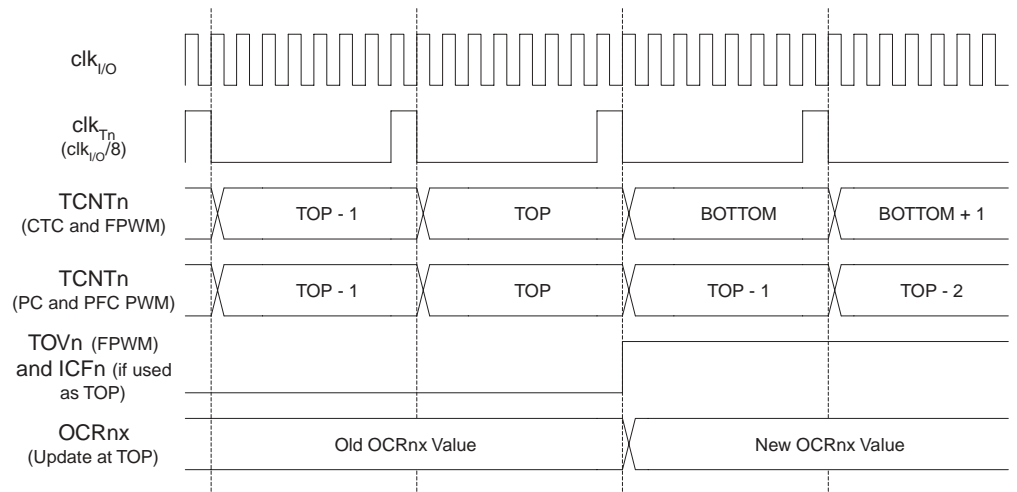 clkI/O
clkTn
(clkI/O/8)
TCNTn
(CTC and FPWM)
TOP - 1
TOP
BOTTOM
BOTTOM + 1
TCNTn
(PC and PFC PWM)
TOP - 1
TOP
TOP - 1
TOP - 2
TOVn (FPWM)
and ICFn (if used
as TOP)
OCRnx
(Update at TOP)
Old OCRnx Value
New OCRnx Value